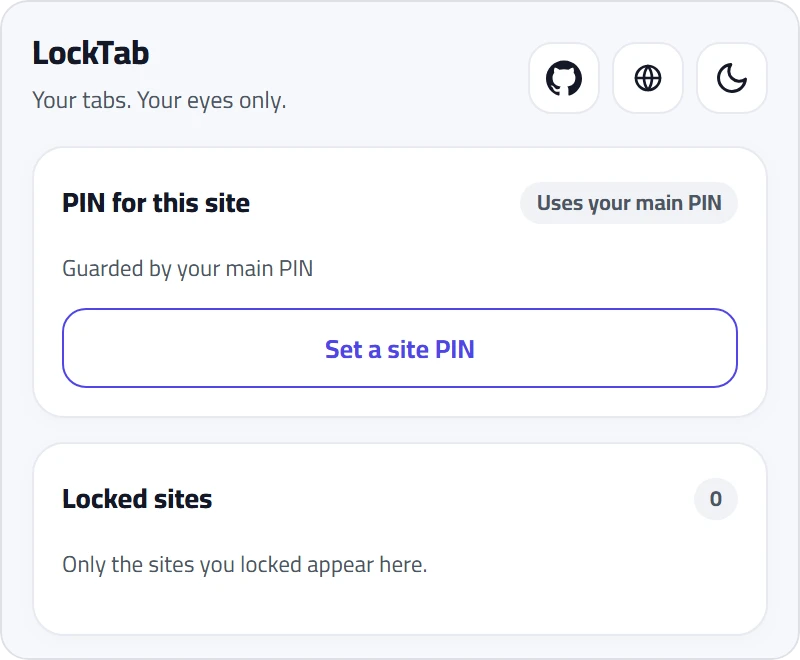 LockTab
Your tabs. Your eyes only.
PIN for this site
Uses your main PIN
Guarded by your main PIN
Set a site PIN
Locked sites
0
Only the sites you locked appear here.